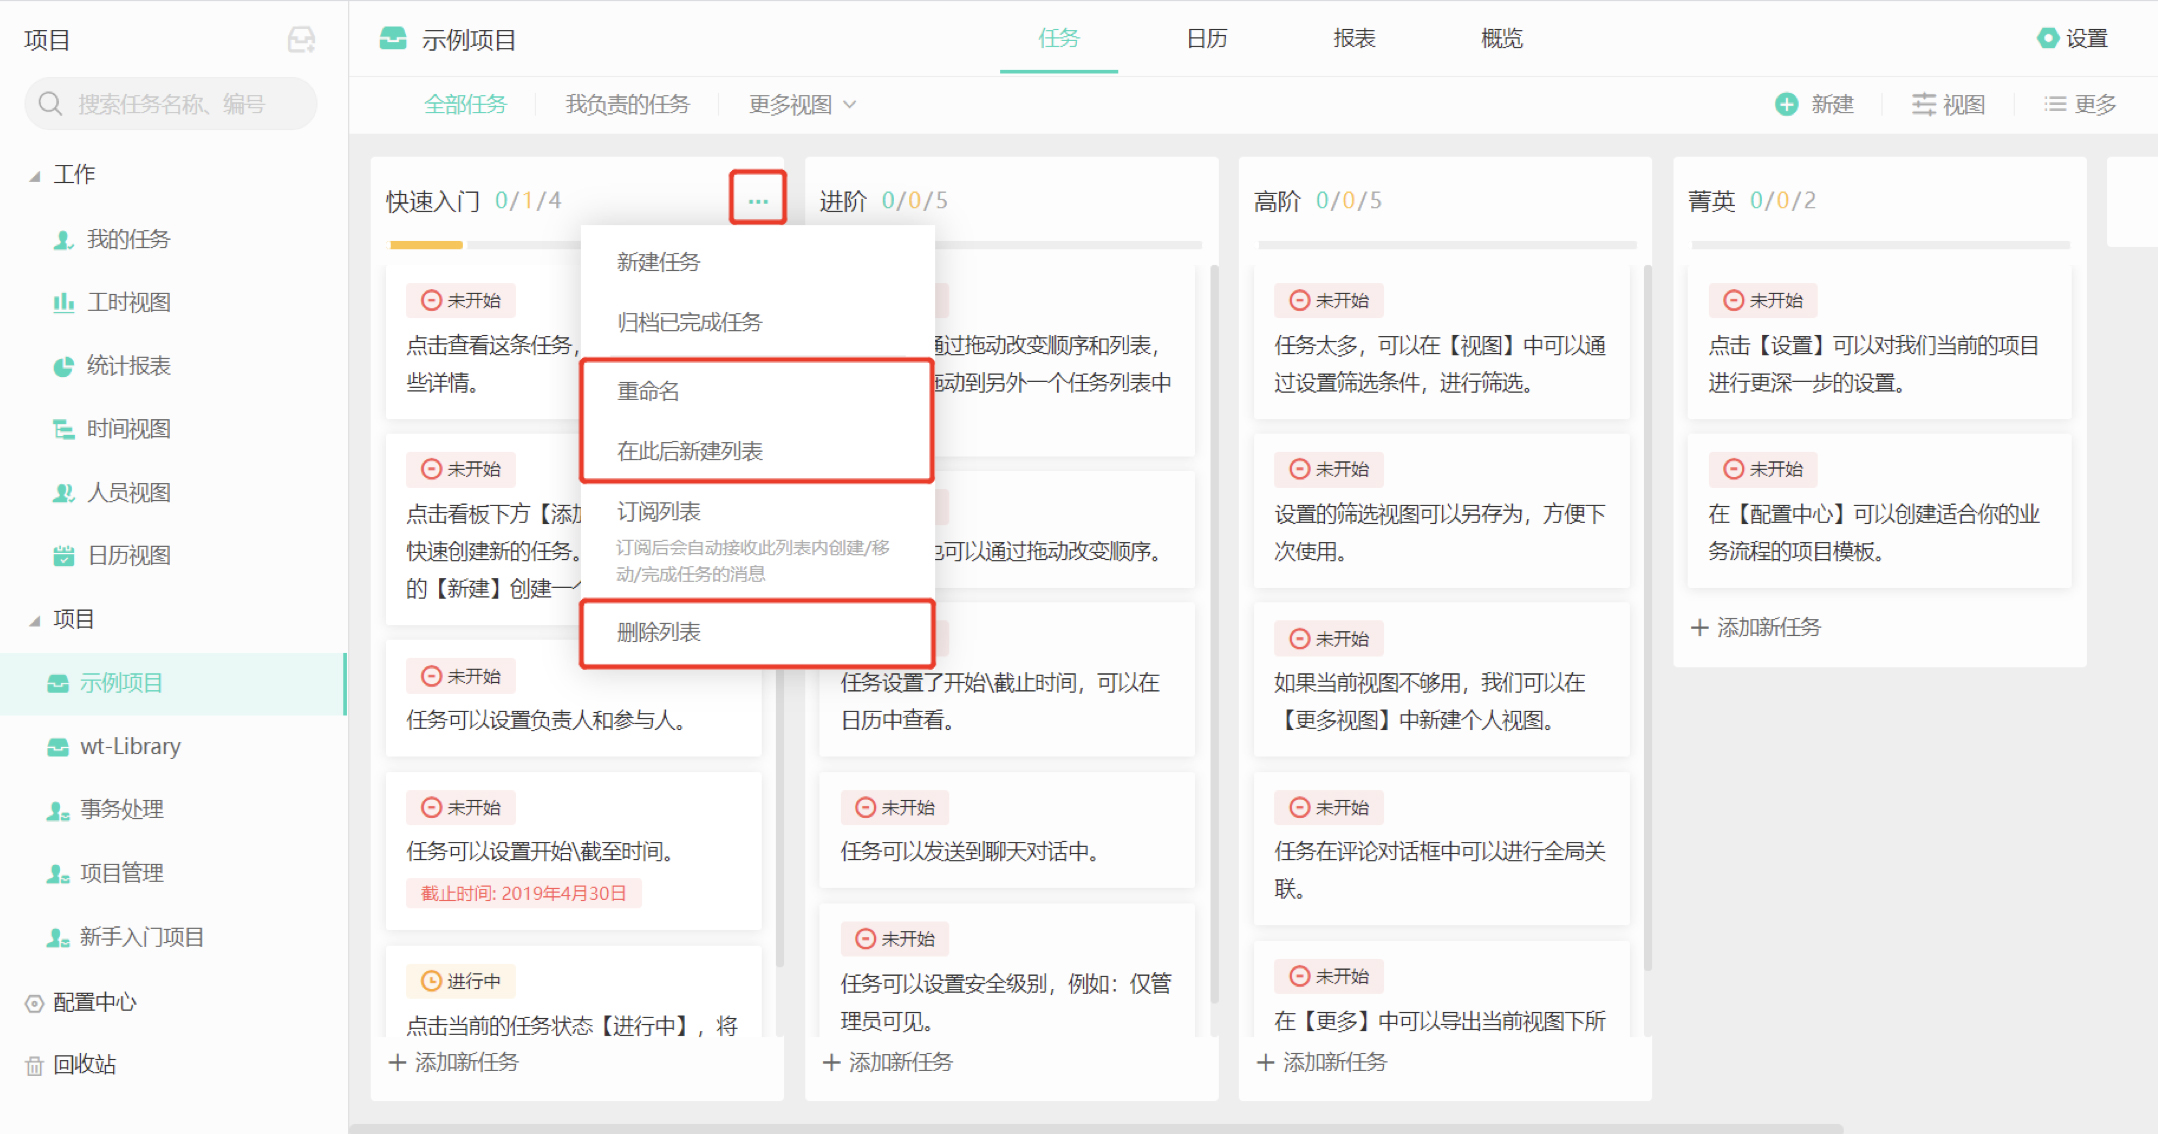 项目
搜索任务名称、编号
工作
我的任务
工时视图
统计报表
时间视图
人员视图
日历视图
项目
示例项目
wt-Library
事务处理
项目管理
新手入门项目
配置中心
回收站
示例项目
任务
日历
报表
概览
设置
全部任务
我负责的任务
更多视图
新建
视图
更多
快速入门 0/1/4
...
未开始
点击查看这条任务，
些详情。
未开始
点击看板下方【添加
快速创建新的任务。
的【新建】创建一个
未开始
任务可以设置负责人和参与人。
未开始
任务可以设置开始\截至时间。
截止时间: 2019年4月30日
进行中
点击当前的任务状态【进行中】，将
+ 添加新任务
新建任务
归档已完成任务
重命名
在此后新建列表
订阅列表
订阅后会自动接收此列表内创建/移
动/完成任务的消息
删除列表
进阶 0/0/5
通过拖动改变顺序和列表，
拖动到另外一个任务列表中
也可以通过拖动改变顺序。
任务设置了开始\截止时间，可以在
日历中查看。
未开始
任务可以发送到聊天对话中。
未开始
任务可以设置安全级别，例如：仅管
理员可见。
+ 添加新任务
高阶 0/0/5
未开始
任务太多，可以在【视图】中可以通
过设置筛选条件，进行筛选。
未开始
设置的筛选视图可以另存为，方便下
次使用。
未开始
如果当前视图不够用，我们可以在
【更多视图】中新建个人视图。
未开始
任务在评论对话框中可以进行全局关
联。
未开始
在【更多】中可以导出当前视图下所
+ 添加新任务
菁英 0/0/2
未开始
点击【设置】可以对我们当前的项目
进行更深一步的设置。
未开始
在【配置中心】可以创建适合你的业
务流程的项目模板。
+ 添加新任务